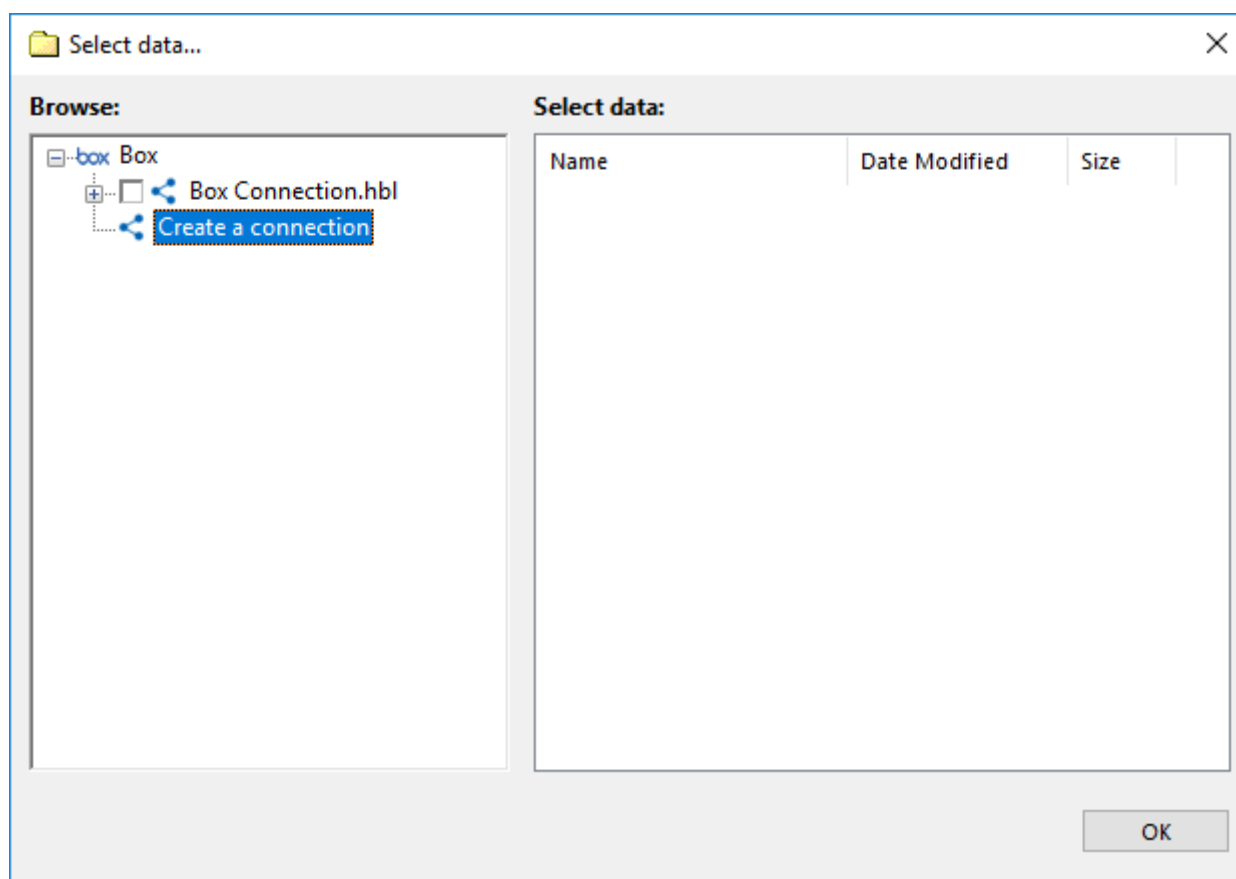 Select data...
Browse:
Select data:
box Box
Box Connection.hbl
Create a connection
Name Date Modified Size
OK